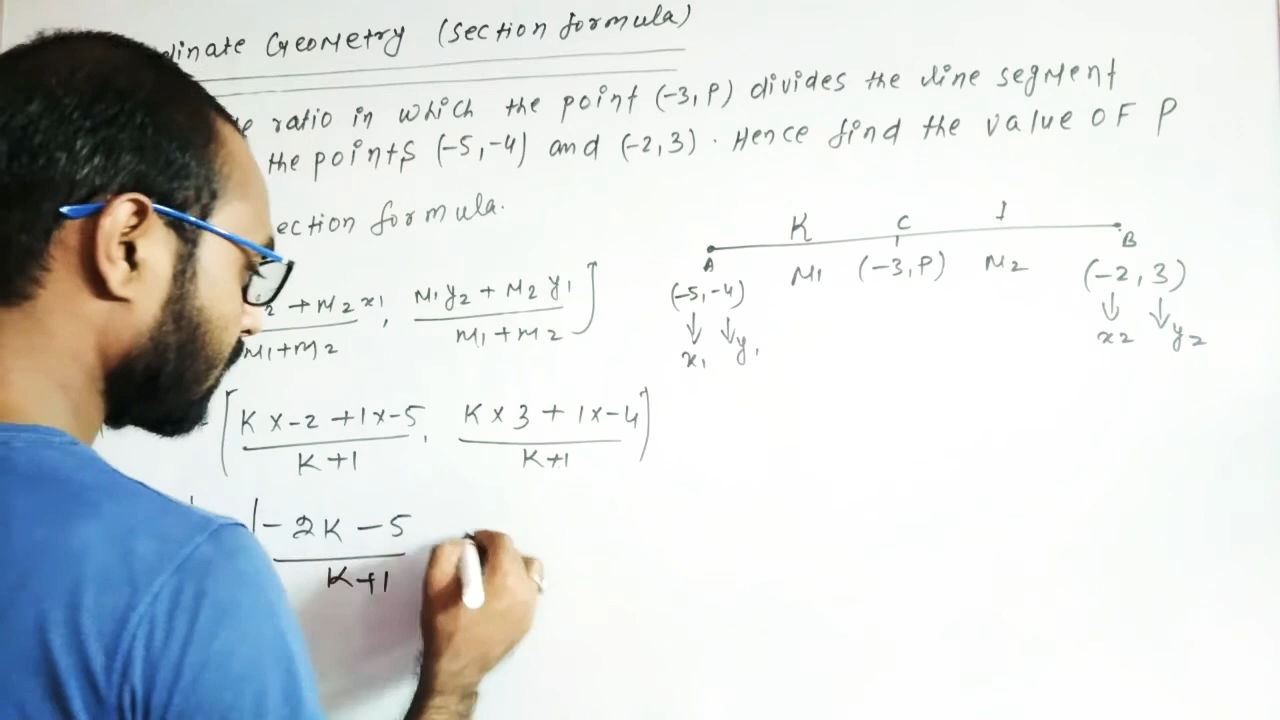 Geometry (section formula)
ratio in which the point (-3, P) divides the line segment
the points (-5, -4) and (-2, 3). Hence find the value OF P
formula.
K C 1
A M1 (-3, P) M2 B
(-5, -4) (-2, 3)
↓ ↓ ↓ ↓
x1 y1 x2 y2
2 + M2 x1 / M1+M2 , M1 y2 + M2 y1 / M1+M2 ]
[ K x -2 + 1 x -5 / K+1 , K x 3 + 1 x -4 / K+1 ]
-2K - 5 / K+1